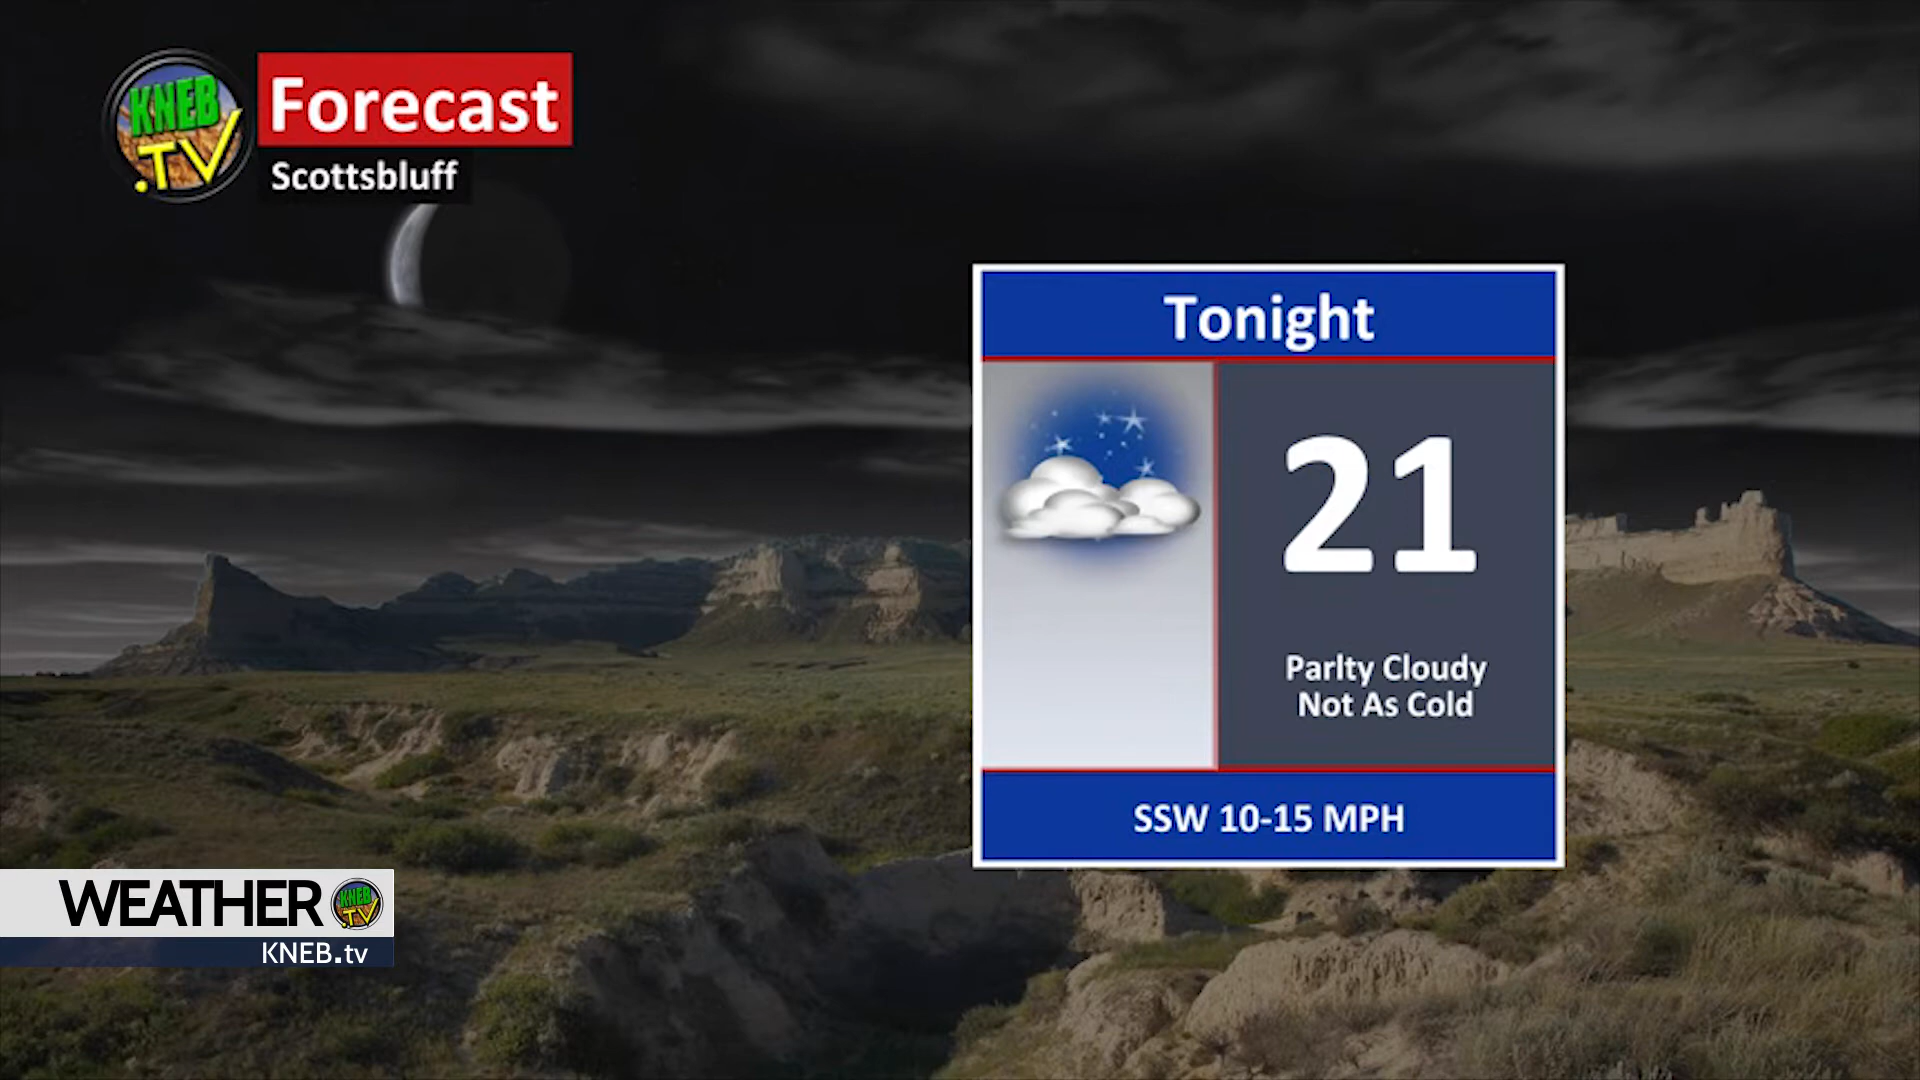 KNEB
.TV
Forecast
Scottsbluff
Tonight
21
Parlty Cloudy
Not As Cold
SSW 10-15 MPH
WEATHER
KNEB
.TV
KNEB.tv